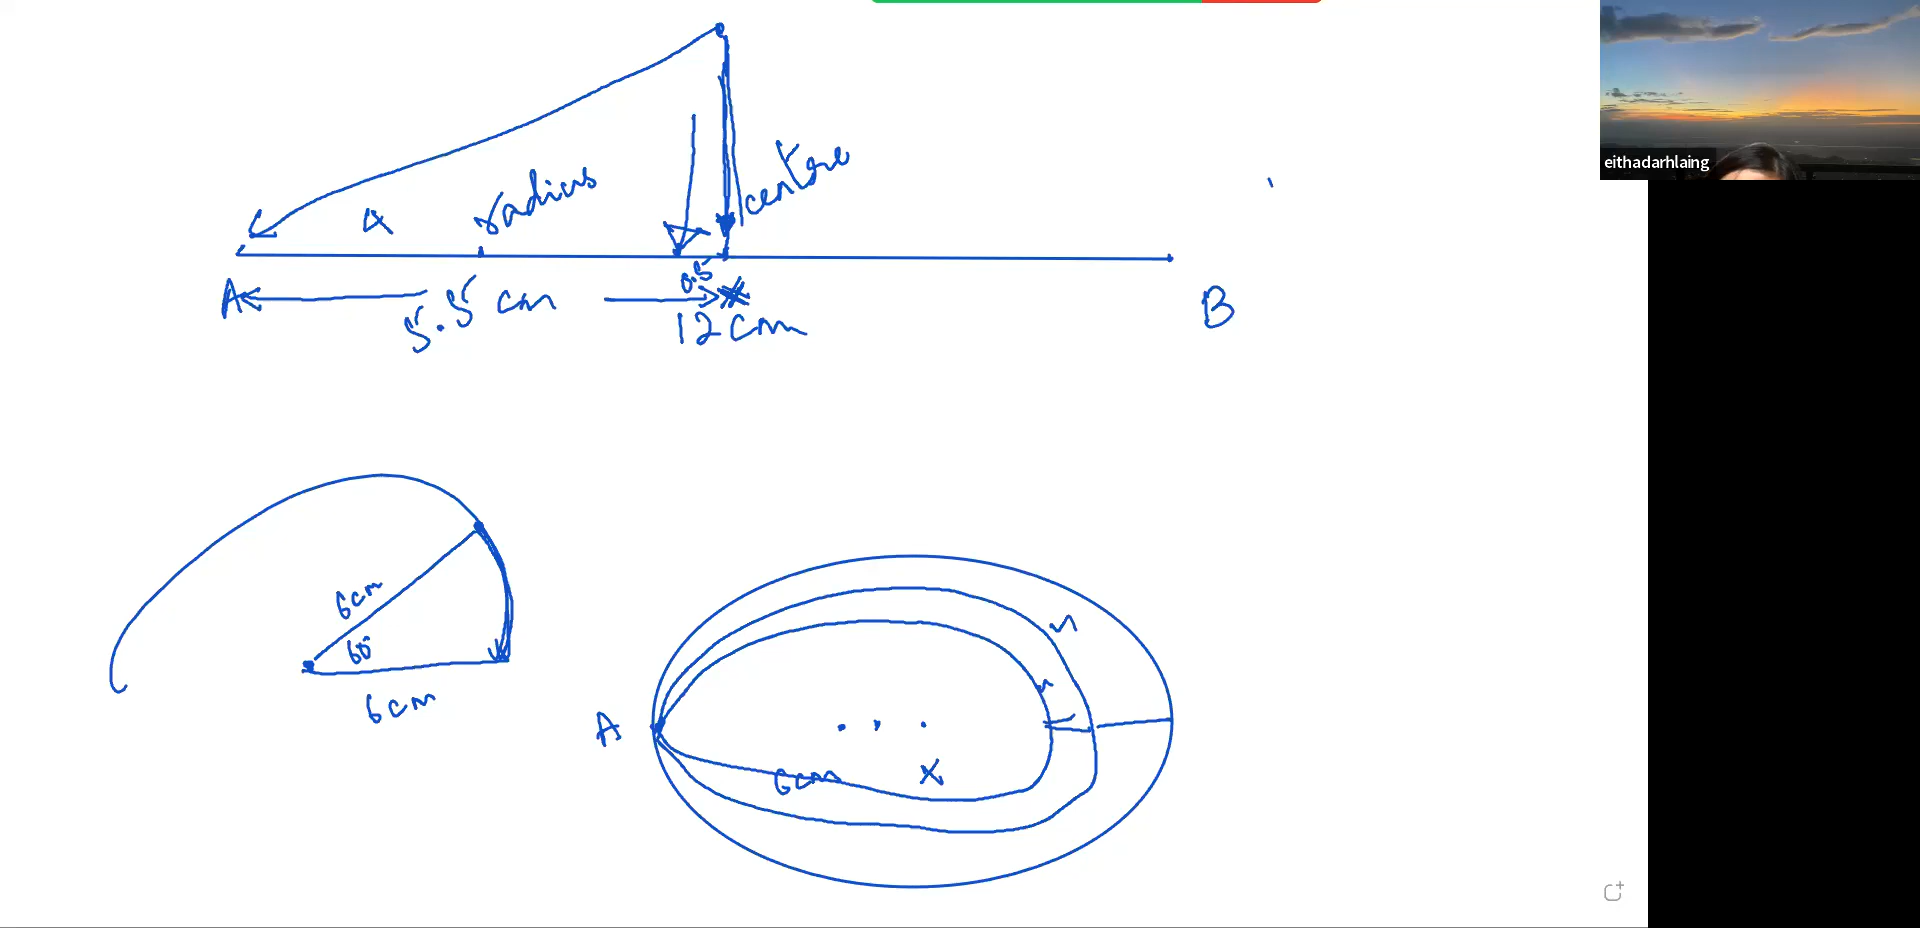 centre
radius
4
0.5
A 5.5 cm
12 cm
B
6cm
60°
6cm
A
6cm
X
eithadarhlaing